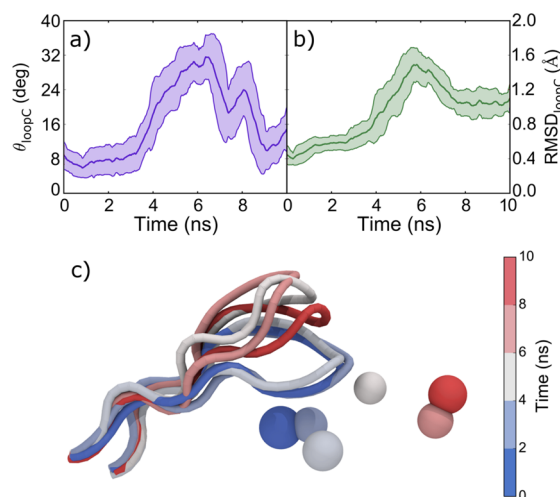 a)
40
32
24
16
8
0
θloopC (deg)
0 2 4 6 8
Time (ns)
b)
2.0
1.6
1.2
0.8
0.4
0.0
RMSDloopC (Å)
0 2 4 6 8 10
Time (ns)
c)
10
8
6
4
2
0
Time (ns)